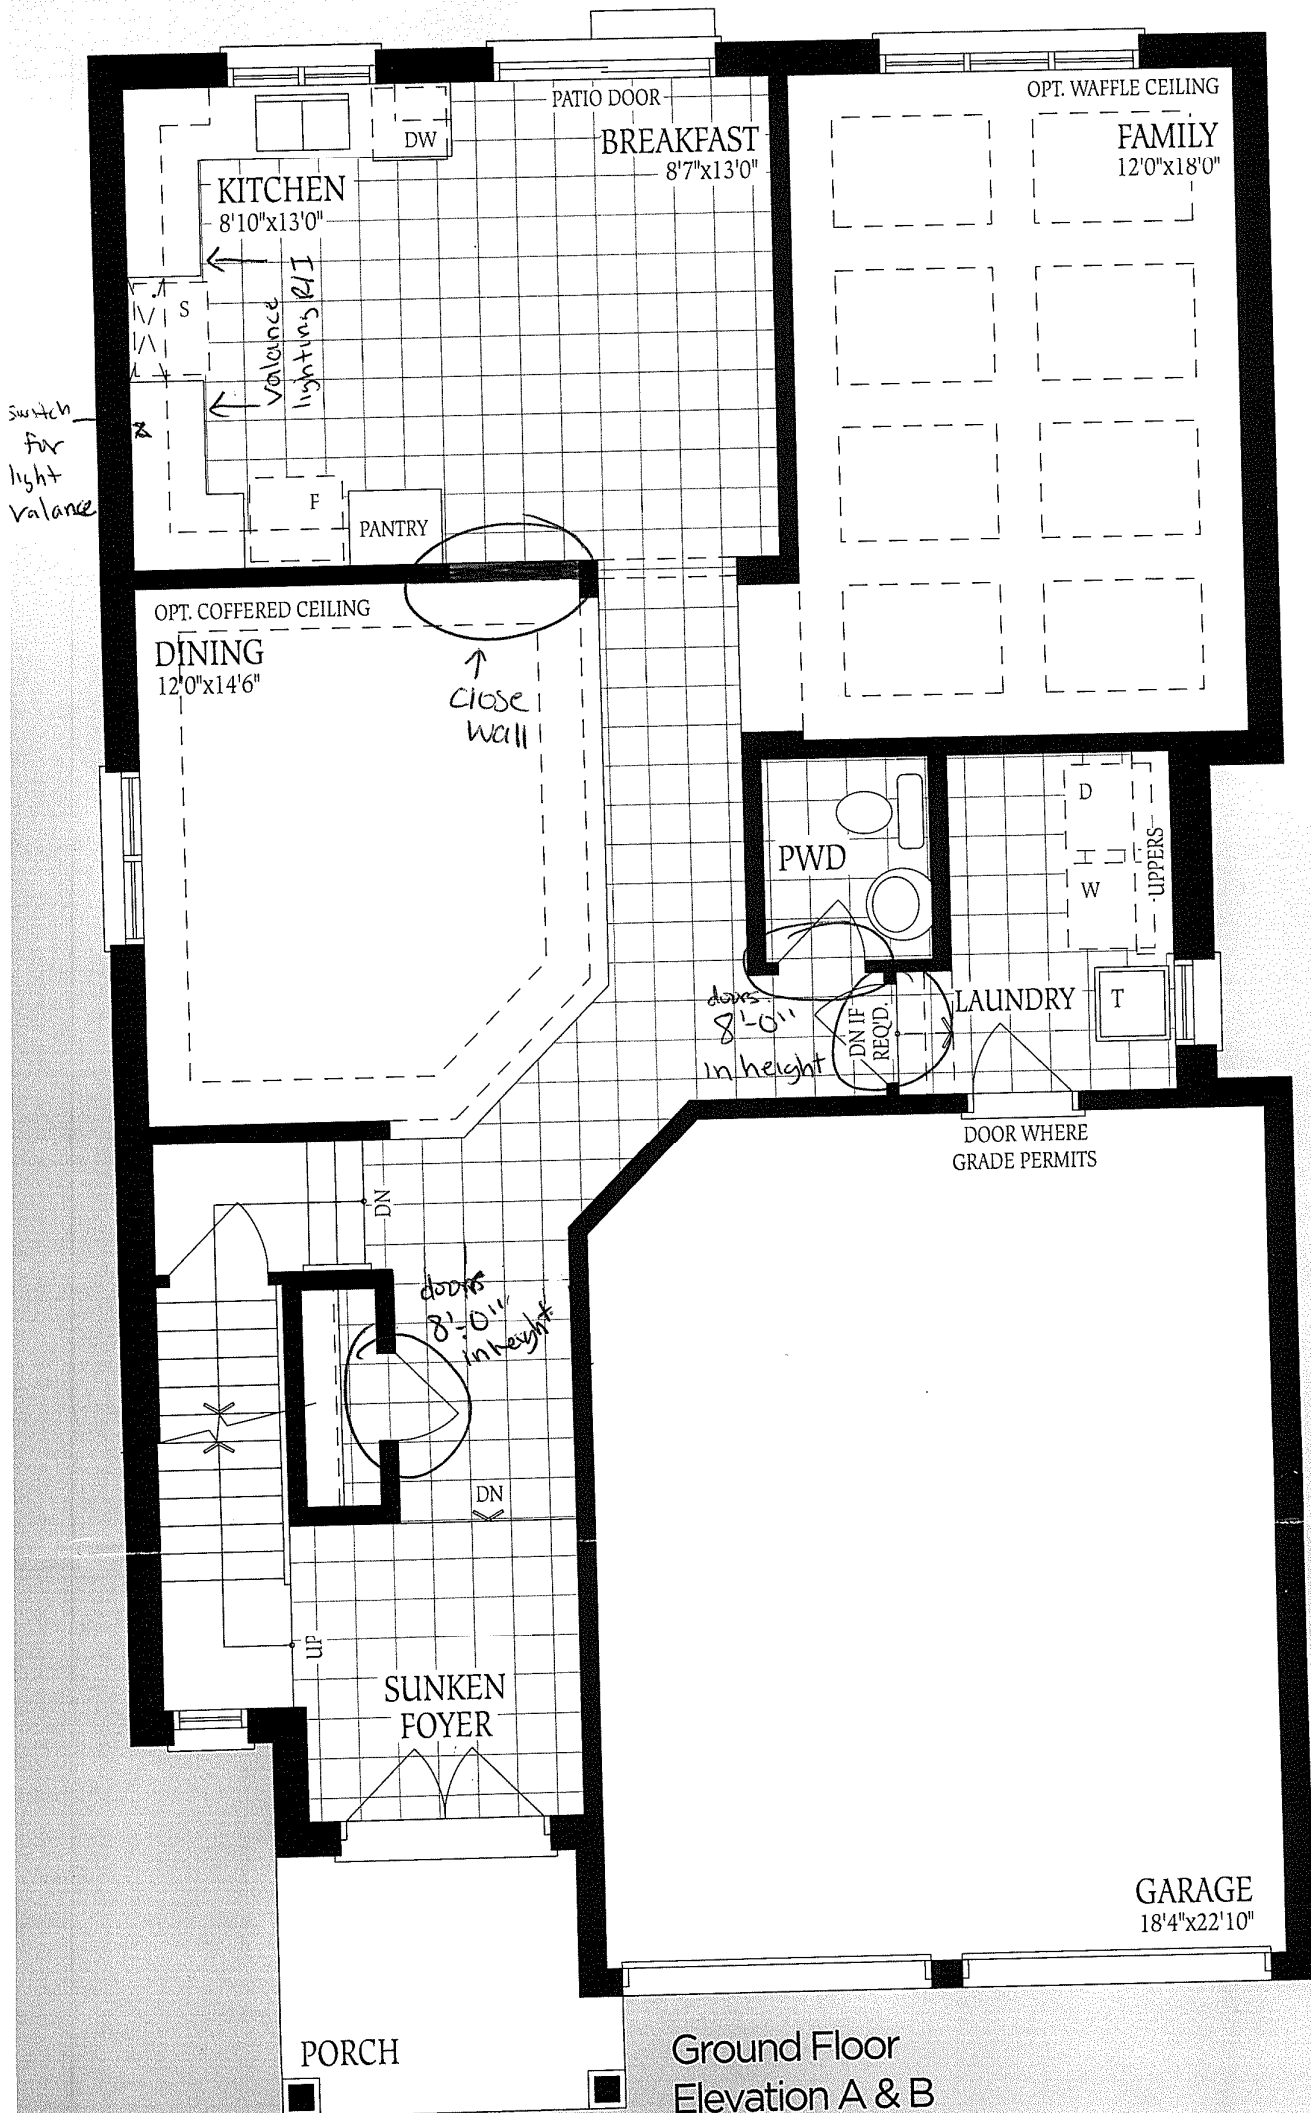 PATIO DOOR
OPT. WAFFLE CEILING
DW
BREAKFAST
8'7"x13'0"
FAMILY
12'0"x18'0"
KITCHEN
8'10"x13'0"
S
valance
lighting R/I
switch
for
light
valance
F
PANTRY
OPT. COFFERED CEILING
DINING
12'0"x14'6"
Close
Wall
D
W
UPPERS
PWD
doors
8'-0"
in height
DN IF
REQ'D.
LAUNDRY
T
DOOR WHERE
GRADE PERMITS
DN
doors
8'-0"
in height
DN
UP
SUNKEN
FOYER
GARAGE
18'4"x22'10"
PORCH
Ground Floor
Elevation A & B